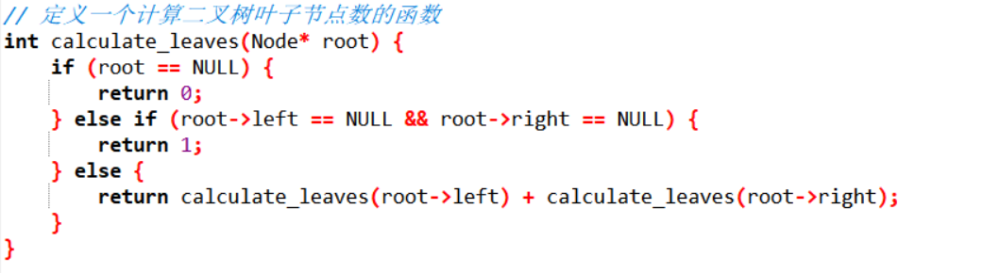 // 定义一个计算二叉树叶子节点数的函数
int calculate_leaves(Node* root) {
    if (root == NULL) {
        return 0;
    } else if (root->left == NULL && root->right == NULL) {
        return 1;
    } else {
        return calculate_leaves(root->left) + calculate_leaves(root->right);
    }
}